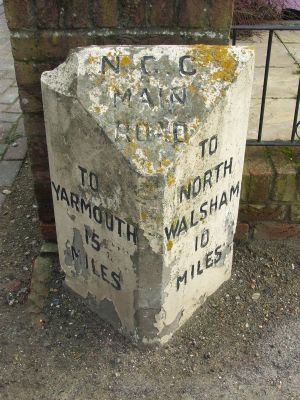 N.C.C
MAIN
ROAD
TO
YARMOUTH
15
MILES
TO
NORTH
WALSHAM
10
MILES